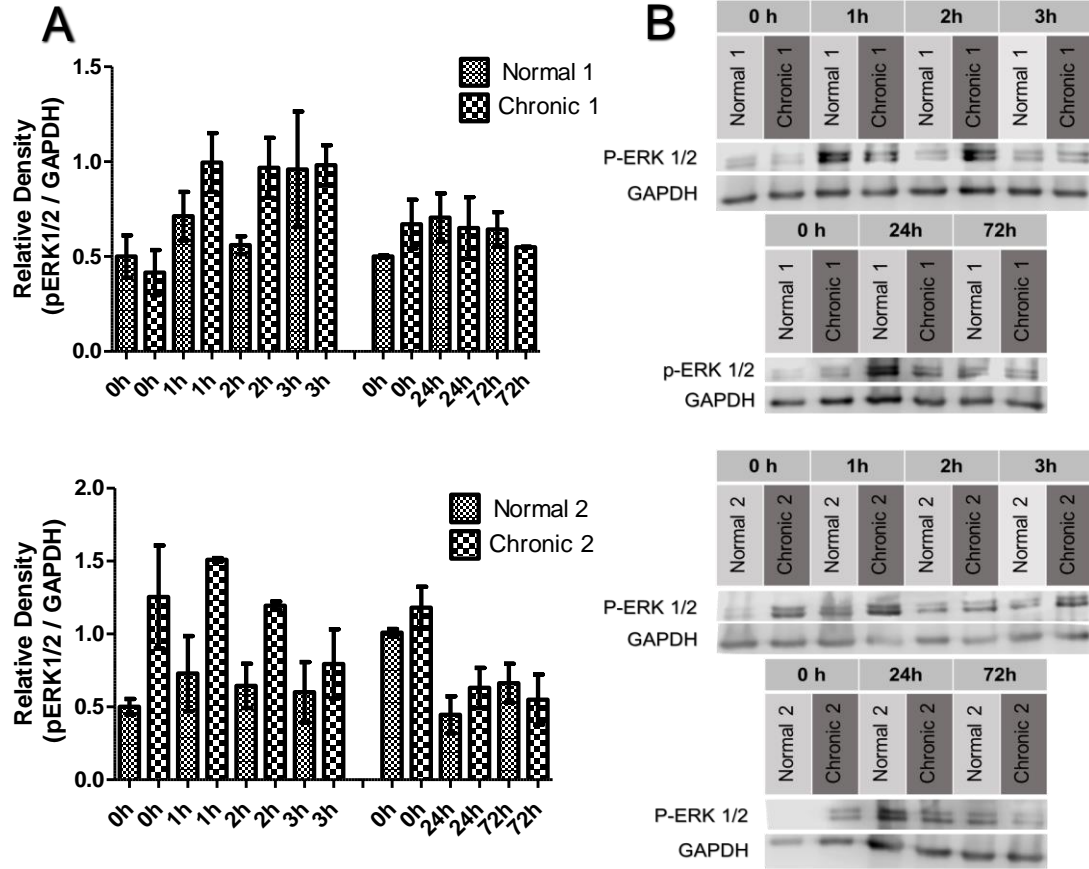 A
1.5
1.0
0.5
0.0
Relative Density
(pERK1/2 / GAPDH)
Normal 1
Chronic 1
0h 0h 1h 1h 2h 2h 3h 3h 0h 0h 24h 24h 72h 72h
2.0
1.5
1.0
0.5
0.0
Relative Density
(pERK1/2 / GAPDH)
Normal 2
Chronic 2
0h 0h 1h 1h 2h 2h 3h 3h 0h 0h 24h 24h 72h 72h
B
0 h 1h 2h 3h
Normal 1 Chronic 1 Normal 1 Chronic 1 Normal 1 Chronic 1 Normal 1 Chronic 1
P-ERK 1/2
GAPDH
0 h 24h 72h
Normal 1 Chronic 1 Normal 1 Chronic 1 Normal 1 Chronic 1
p-ERK 1/2
GAPDH
0 h 1h 2h 3h
Normal 2 Chronic 2 Normal 2 Chronic 2 Normal 2 Chronic 2 Normal 2 Chronic 2
P-ERK 1/2
GAPDH
0 h 24h 72h
Normal 2 Chronic 2 Normal 2 Chronic 2 Normal 2 Chronic 2
P-ERK 1/2
GAPDH